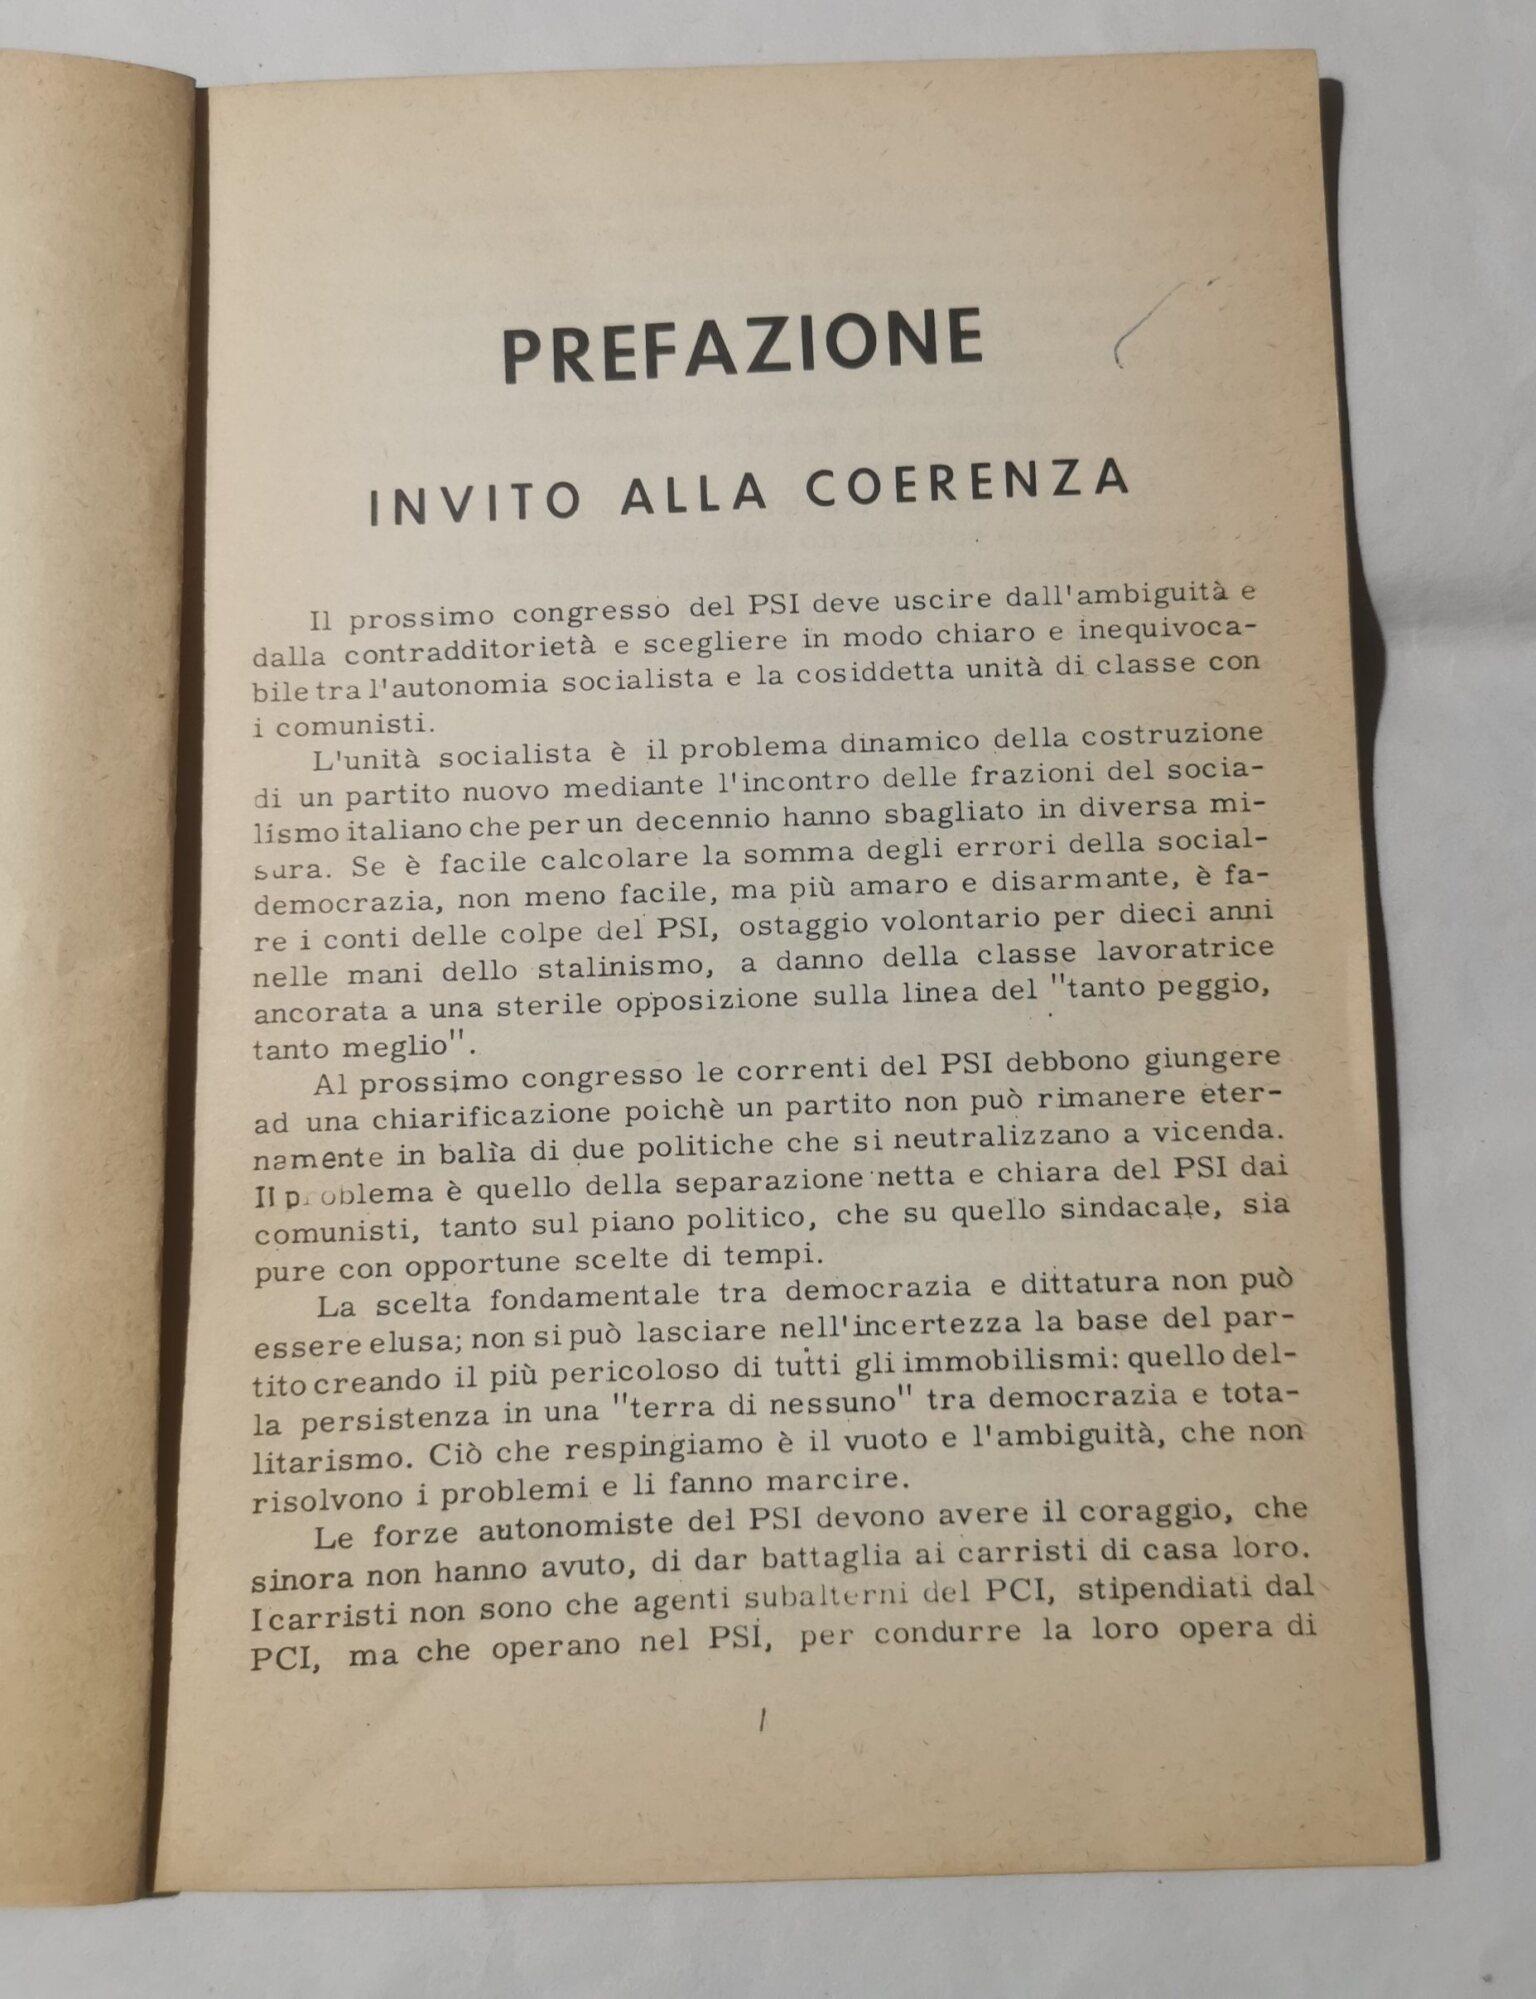 PREFAZIONE
INVITO ALLA COERENZA
Il prossimo congresso del PSI deve uscire dall'ambiguità e
dalla contradditorietà e scegliere in modo chiaro e inequivoca-
bile tra l'autonomia socialista e la cosiddetta unità di classe con
i comunisti.
L'unità socialista è il problema dinamico della costruzione
di un partito nuovo mediante l'incontro delle frazioni del socia-
lismo italiano che per un decennio hanno sbagliato in diversa mi-
sura. Se è facile calcolare la somma degli errori della social-
democrazia, non meno facile, ma più amaro e disarmante, è fa-
re i conti delle colpe del PSI, ostaggio volontario per dieci anni
nelle mani dello stalinismo, a danno della classe lavoratrice
ancorata a una sterile opposizione sulla linea del "tanto peggio,
tanto meglio".
Al prossimo congresso le correnti del PSI debbono giungere
ad una chiarificazione poichè un partito non può rimanere eter-
namente in balìa di due politiche che si neutralizzano a vicenda.
Il problema è quello della separazione netta e chiara del PSI dai
comunisti, tanto sul piano politico, che su quello sindacale, sia
pure con opportune scelte di tempi.
La scelta fondamentale tra democrazia e dittatura non può
essere elusa; non si può lasciare nell'incertezza la base del par-
tito creando il più pericoloso di tutti gli immobilismi: quello del-
la persistenza in una "terra di nessuno" tra democrazia e tota-
litarismo. Ciò che respingiamo è il vuoto e l'ambiguità, che non
risolvono i problemi e li fanno marcire.
Le forze autonomiste del PSI devono avere il coraggio, che
sinora non hanno avuto, di dar battaglia ai carristi di casa loro.
I carristi non sono che agenti subalterni del PCI, stipendiati dal
PCI, ma che operano nel PSI, per condurre la loro opera di
1